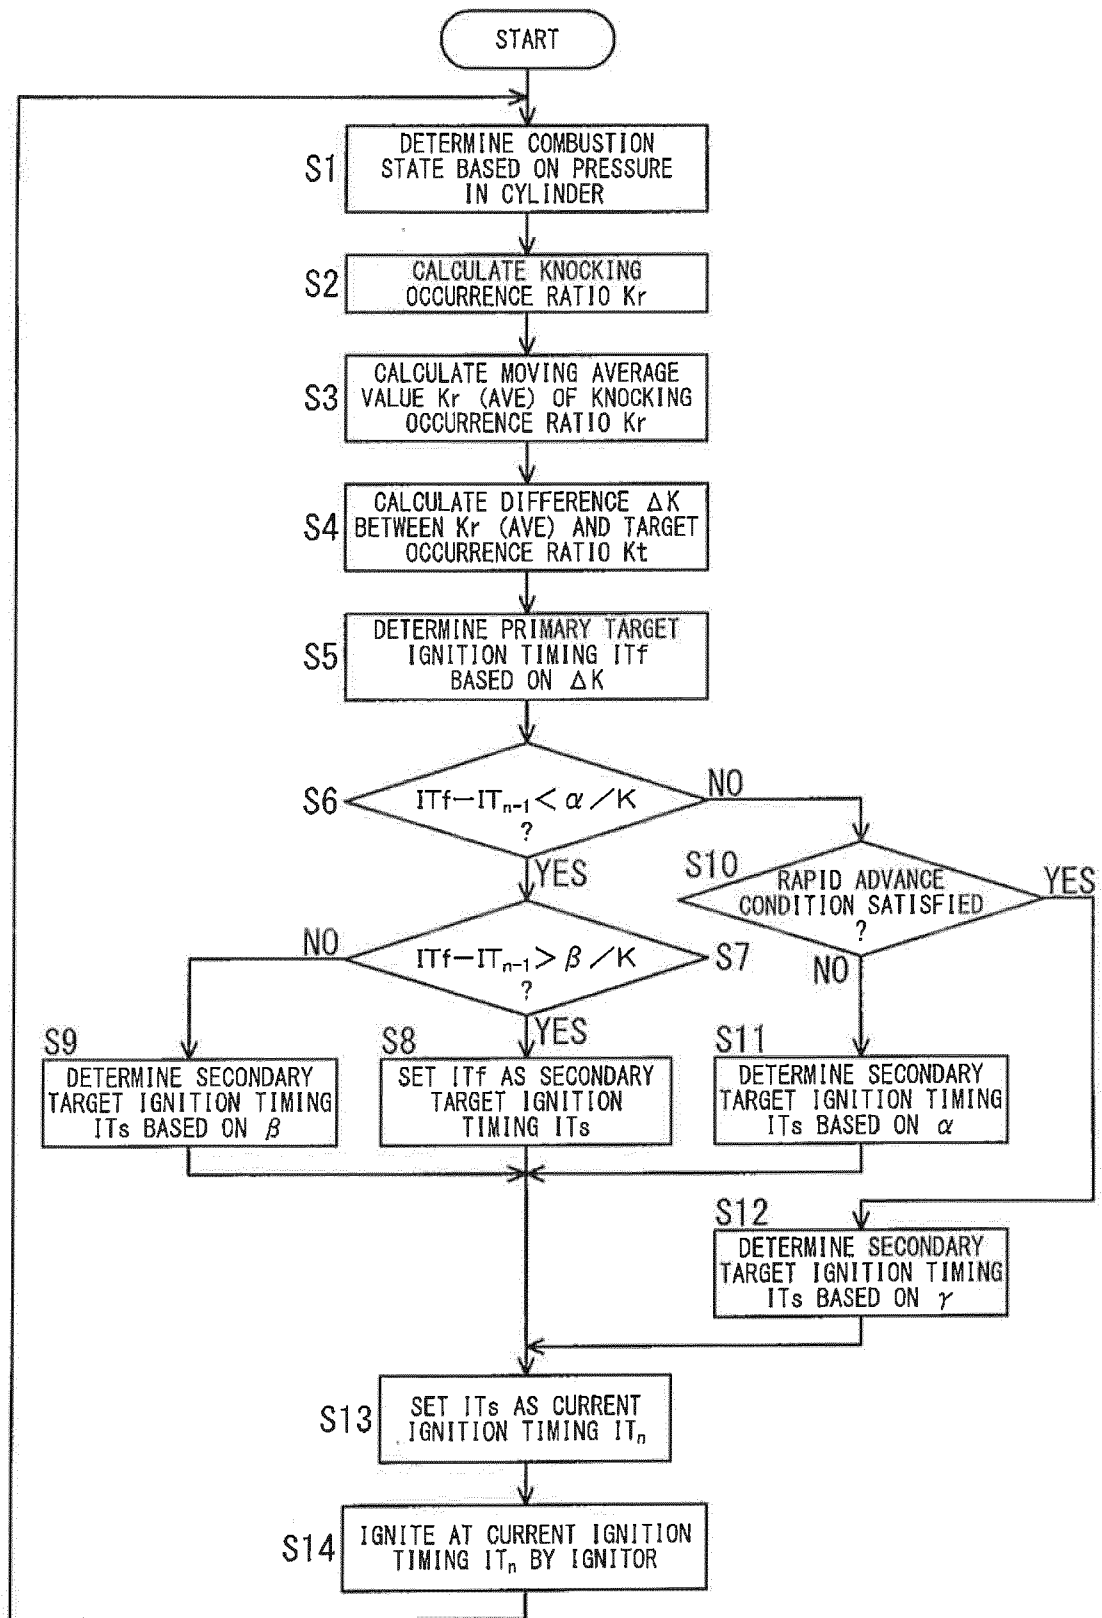 START
S1
DETERMINE COMBUSTION
STATE BASED ON PRESSURE
IN CYLINDER
S2
CALCULATE KNOCKING
OCCURRENCE RATIO Kr
S3
CALCULATE MOVING AVERAGE
VALUE Kr (AVE) OF KNOCKING
OCCURRENCE RATIO Kr
S4
CALCULATE DIFFERENCE ΔK
BETWEEN Kr (AVE) AND TARGET
OCCURRENCE RATIO Kt
S5
DETERMINE PRIMARY TARGET
IGNITION TIMING ITf
BASED ON ΔK
S6
ITf−ITn-1< α/K
?
NO
YES
S10
RAPID ADVANCE
CONDITION SATISFIED
?
YES
NO
S7
ITf−ITn-1> β/K
?
NO
YES
S9
DETERMINE SECONDARY
TARGET IGNITION TIMING
ITs BASED ON β
S8
SET ITf AS SECONDARY
TARGET IGNITION
TIMING ITs
S11
DETERMINE SECONDARY
TARGET IGNITION TIMING
ITs BASED ON α
S12
DETERMINE SECONDARY
TARGET IGNITION TIMING
ITs BASED ON γ
S13
SET ITs AS CURRENT
IGNITION TIMING ITn
S14
IGNITE AT CURRENT IGNITION
TIMING ITn BY IGNITOR